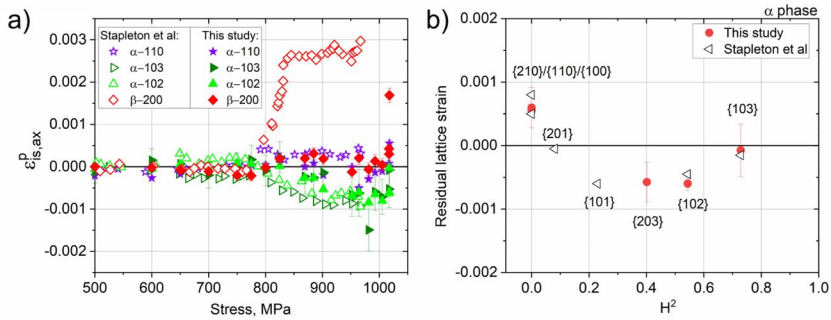 a)
Stapleton et al: This study:
α−110 α−110
α−103 α−103
α−102 α−102
β−200 β−200
0.003
0.002
0.001
0.000
-0.001
-0.002
500 600 700 800 900 1000
εᵖis,ax
Stress, MPa
b)
α phase
This study
Stapleton et al
{210}/{110}/{100}
{103}
{201}
{101}
{203}
{102}
0.002
0.001
0.000
-0.001
-0.002
0.0 0.2 0.4 0.6 0.8 1.0
Residual lattice strain
H²